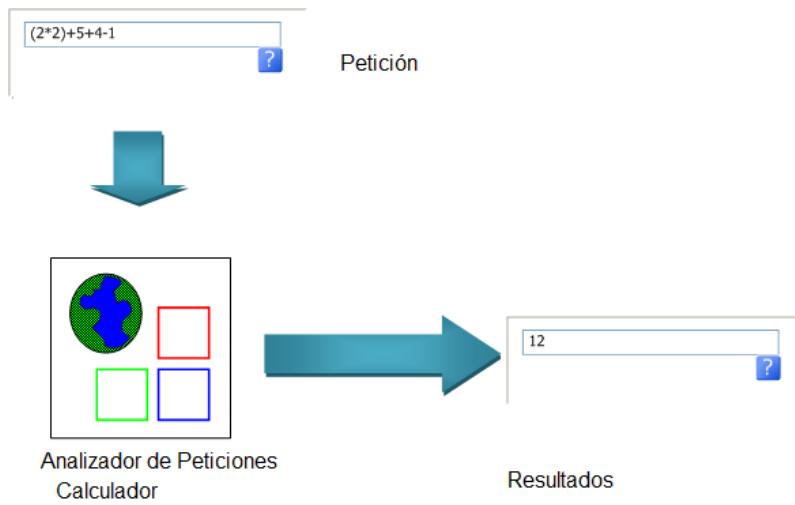 (2*2)+5+4-1
?
Petición
12
?
Analizador de Peticiones
Calculador
Resultados